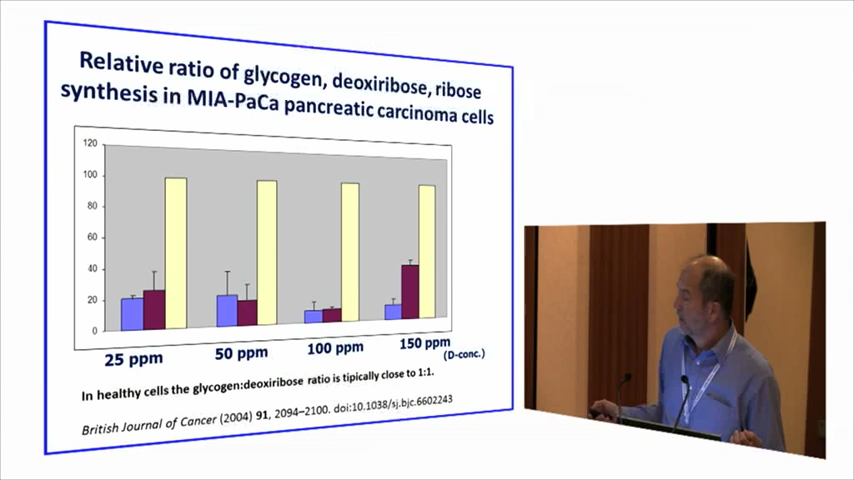 Relative ratio of glycogen, deoxiribose, ribose
synthesis in MIA-PaCa pancreatic carcinoma cells
120
100
80
60
40
20
0
25 ppm
50 ppm
100 ppm
150 ppm
(D-conc.)
In healthy cells the glycogen:deoxiribose ratio is tipically close to 1:1.
British Journal of Cancer (2004) 91, 2094–2100. doi:10.1038/sj.bjc.6602243